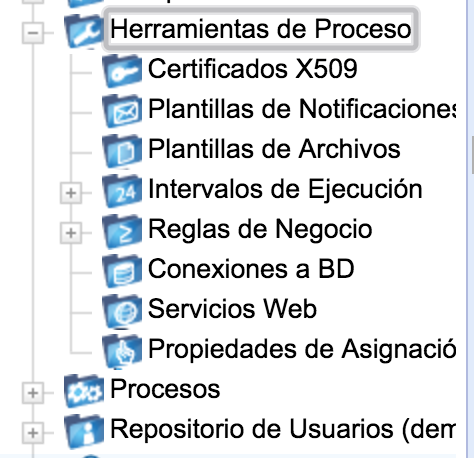 Herramientas de Proceso
Certificados X509
Plantillas de Notificaciones
Plantillas de Archivos
24 Intervalos de Ejecución
Reglas de Negocio
Conexiones a BD
Servicios Web
Propiedades de Asignació
Procesos
Repositorio de Usuarios (dem